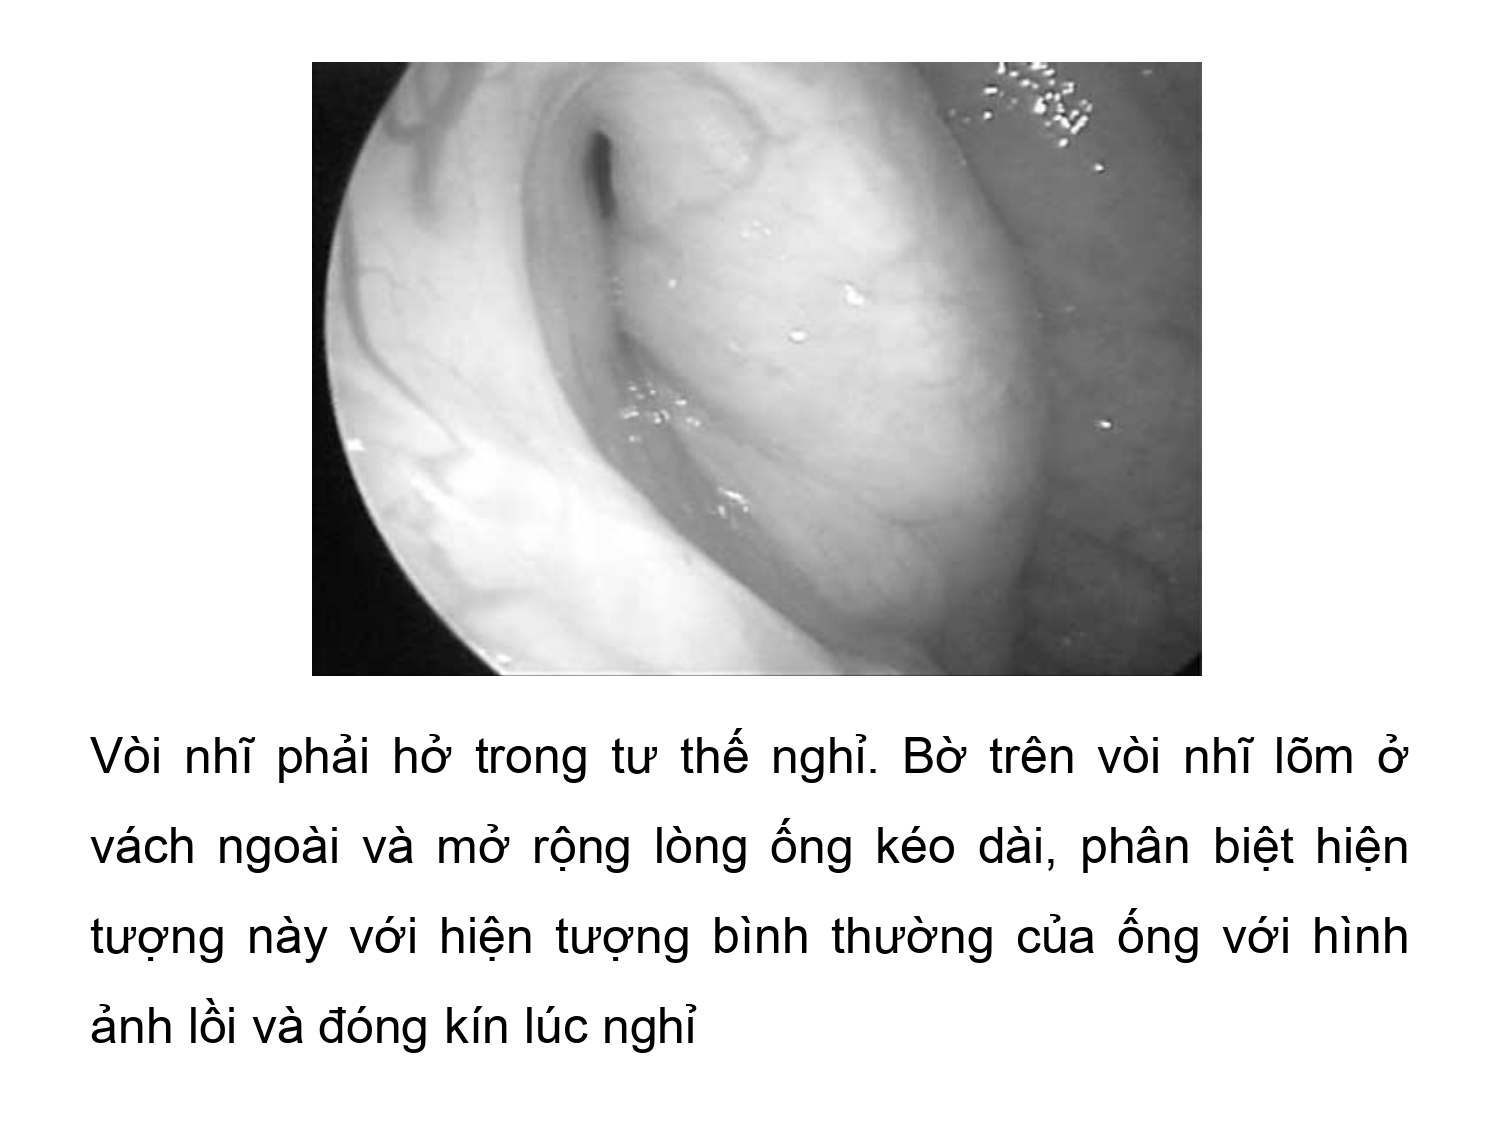 Vòi nhĩ phải hở trong tư thế nghỉ. Bờ trên vòi nhĩ lõm ở
vách ngoài và mở rộng lòng ống kéo dài, phân biệt hiện
tượng này với hiện tượng bình thường của ống với hình
ảnh lồi và đóng kín lúc nghỉ